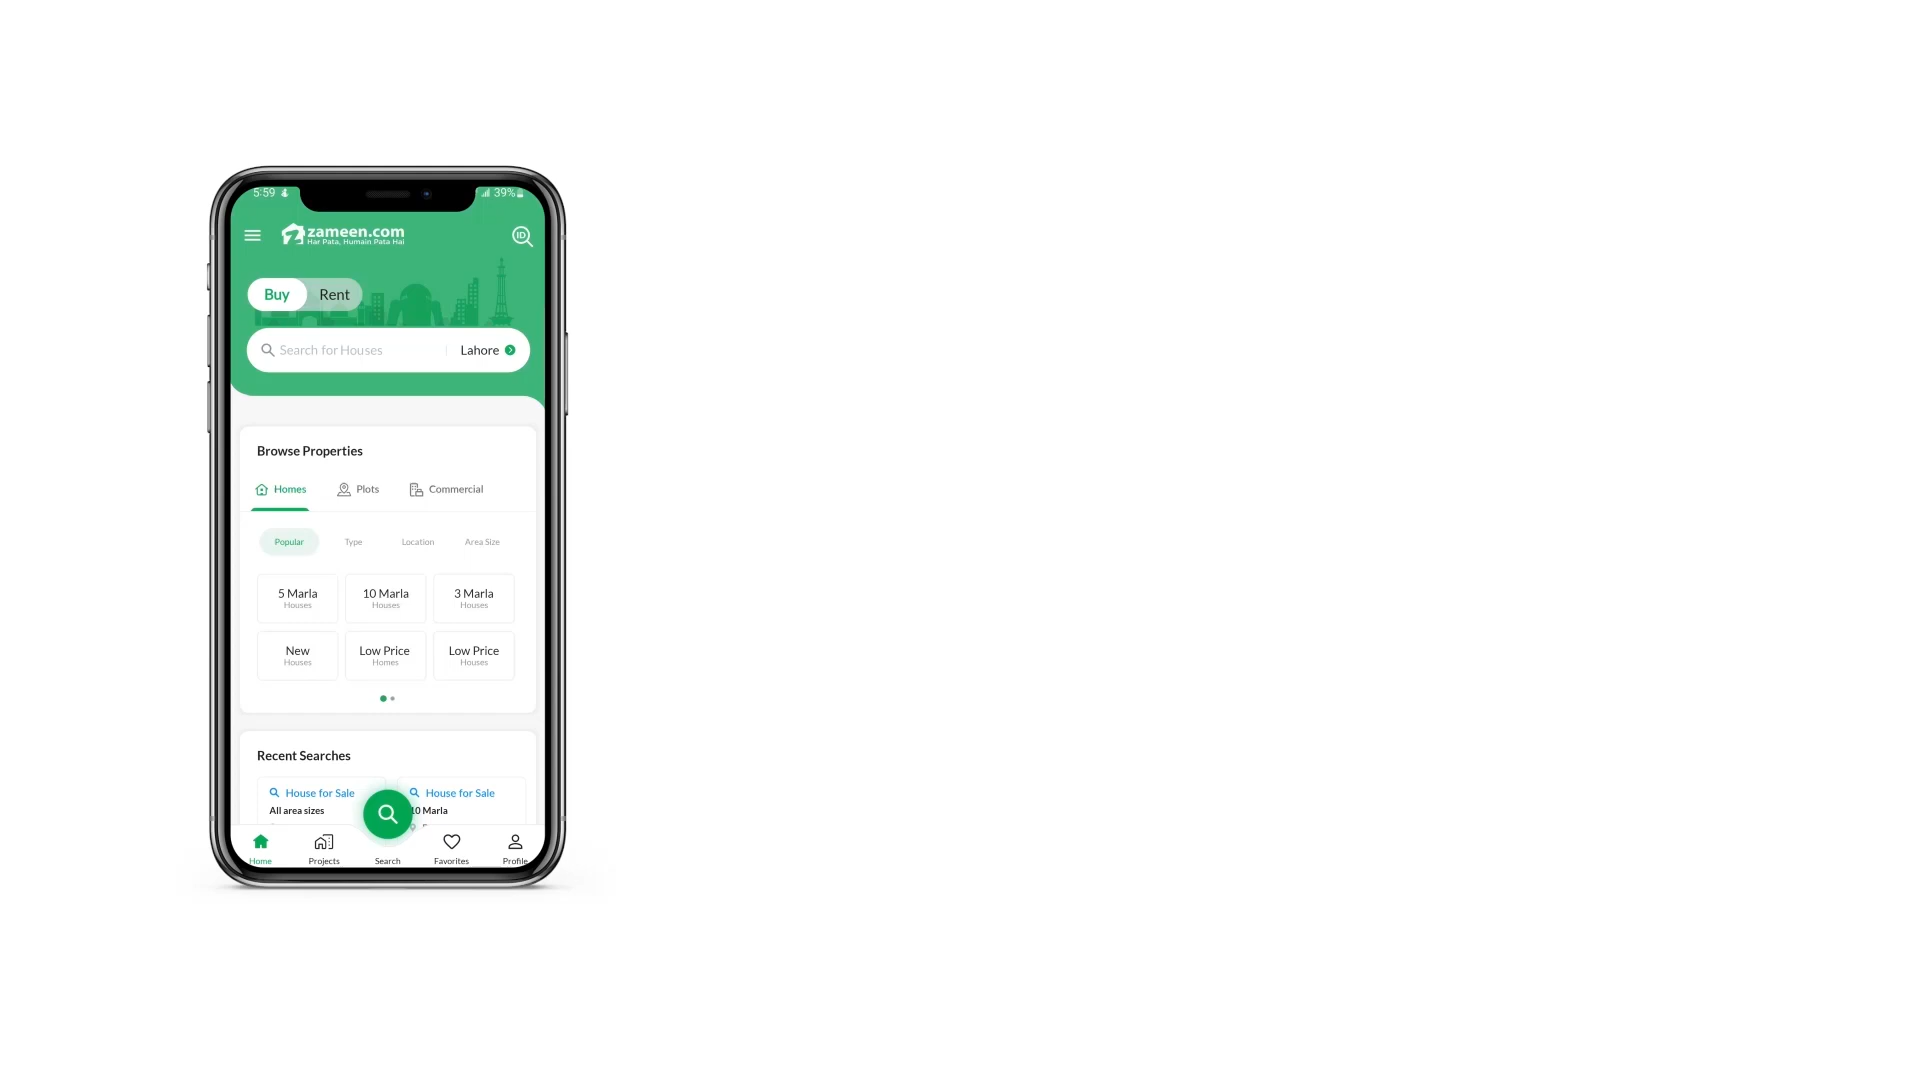 5:59
39%
zameen.com
Har Pata, Humain Pata Hai
ID
Buy Rent
Search for Houses Lahore
Browse Properties
Homes Plots Commercial
Popular Type Location Area Size
5 Marla 10 Marla 3 Marla
Houses Houses Houses
New Low Price Low Price
Houses Homes Houses
Recent Searches
House for Sale House for Sale
All area sizes 10 Marla
Home Projects Search Favorites Profile